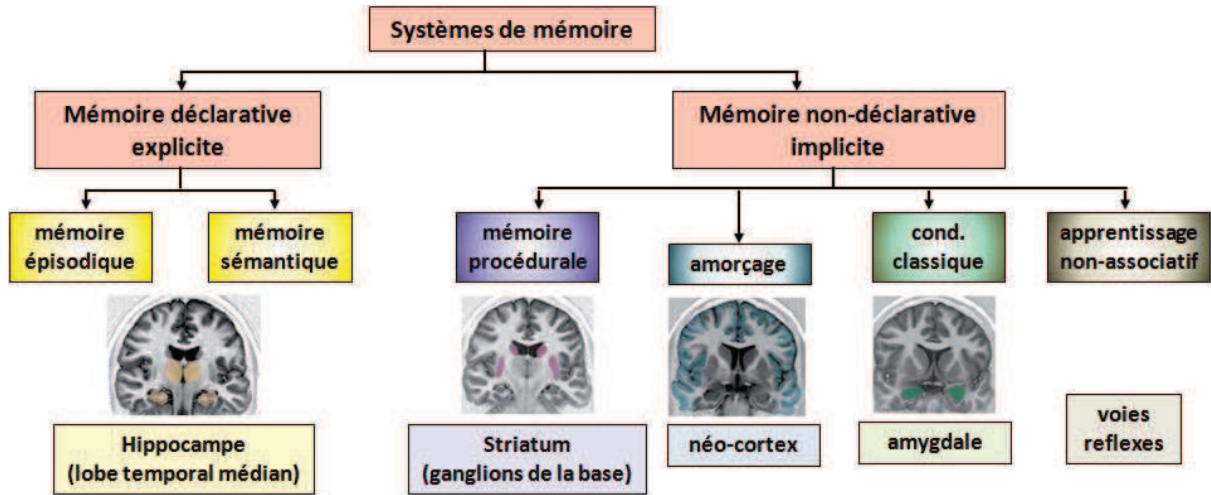 Systèmes de mémoire
Mémoire déclarative
explicite
Mémoire non-déclarative
implicite
mémoire
épisodique
mémoire
sémantique
mémoire
procédurale
amorçage
cond.
classique
apprentissage
non-associatif
Hippocampe
(lobe temporal médian)
Striatum
(ganglions de la base)
néo-cortex
amygdale
voies
reflexes